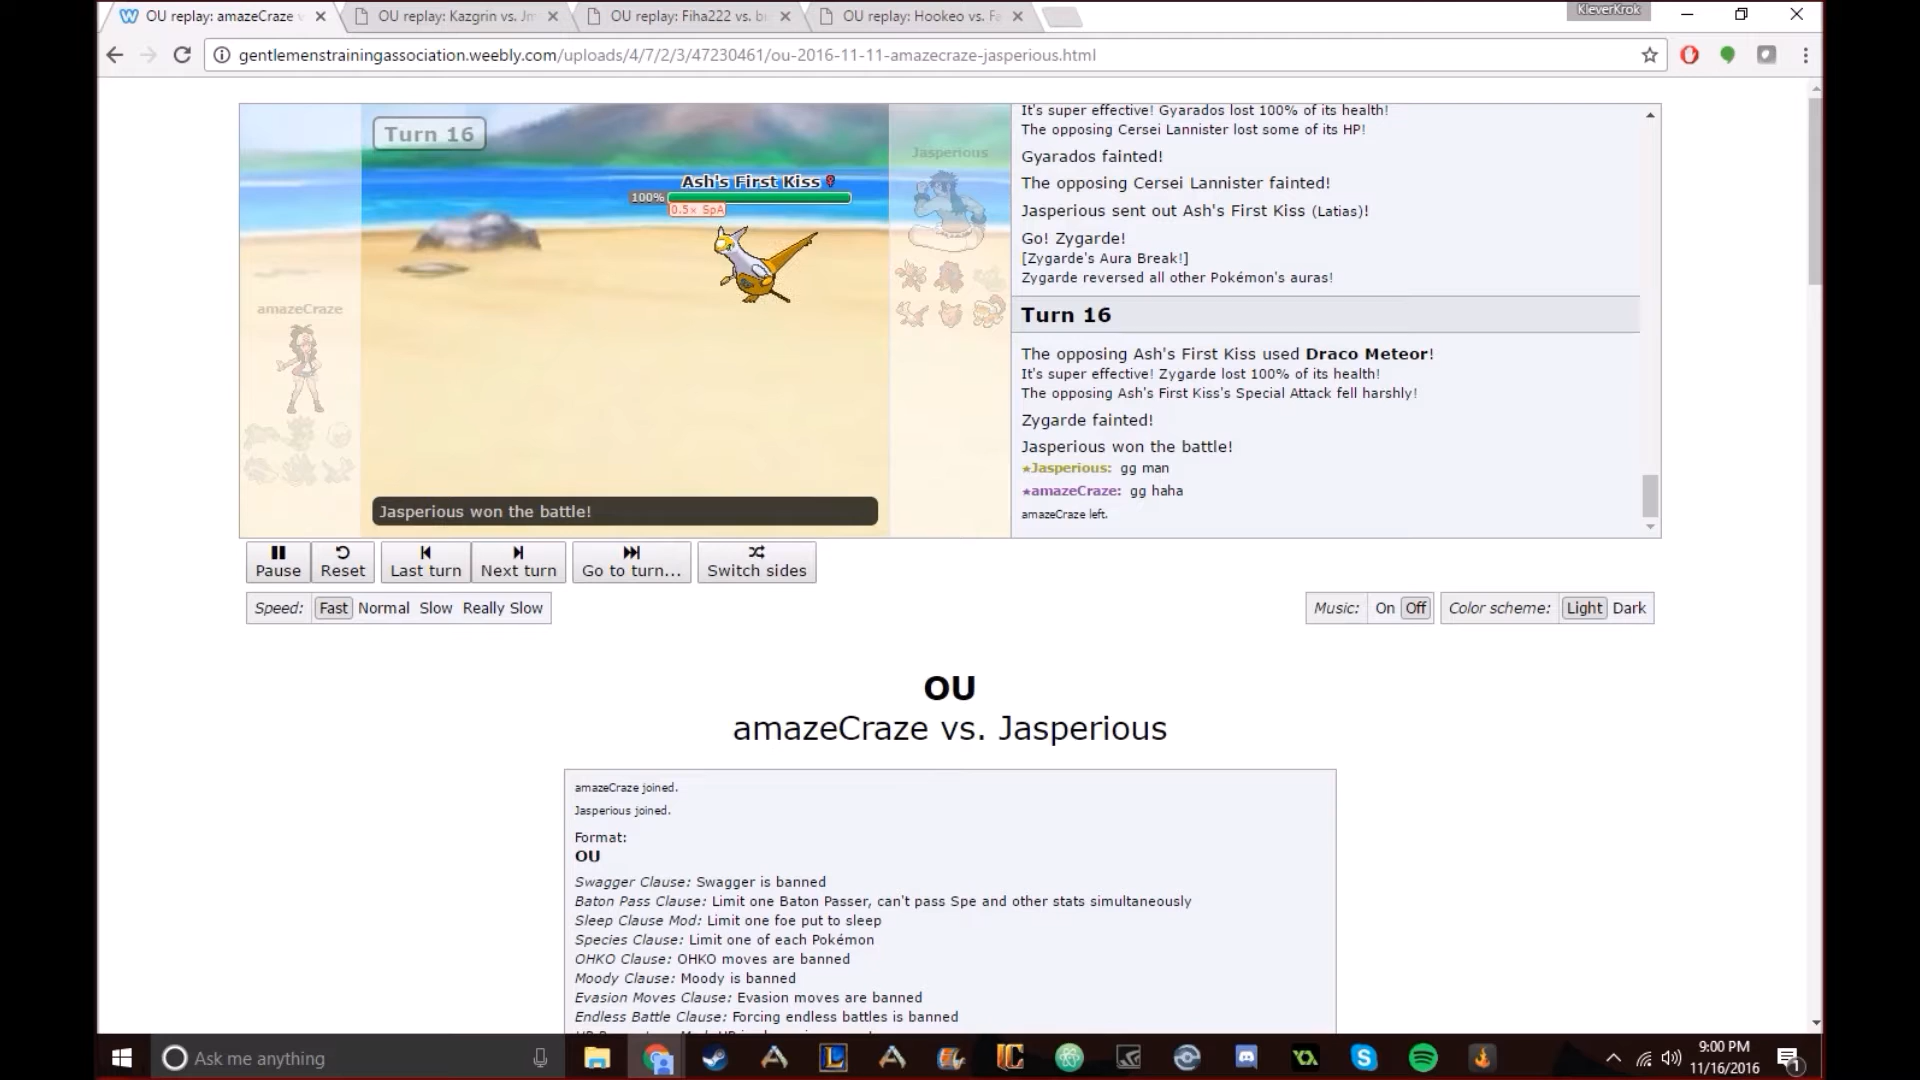 KleverKrok
OU replay: amazeCraze v
OU replay: Kazgrin vs. Jm
OU replay: Fiha222 vs. bi
OU replay: Hookeo vs. Fa
gentlemenstrainingassociation.weebly.com/uploads/4/7/2/3/47230461/ou-2016-11-11-amazecraze-jasperious.html
Turn 16
Jasperious
Ash's First Kiss
100%
0.5× SpA
amazeCraze
Jasperious won the battle!
It's super effective! Gyarados lost 100% of its health!
The opposing Cersei Lannister lost some of its HP!
Gyarados fainted!
The opposing Cersei Lannister fainted!
Jasperious sent out Ash's First Kiss (Latias)!
Go! Zygarde!
[Zygarde's Aura Break!]
Zygarde reversed all other Pokémon's auras!
Turn 16
The opposing Ash's First Kiss used Draco Meteor!
It's super effective! Zygarde lost 100% of its health!
The opposing Ash's First Kiss's Special Attack fell harshly!
Zygarde fainted!
Jasperious won the battle!
★Jasperious: gg man
★amazeCraze: gg haha
amazeCraze left.
Pause Reset Last turn Next turn Go to turn... Switch sides
Speed: Fast Normal Slow Really Slow
Music: On Off
Color scheme: Light Dark
OU
amazeCraze vs. Jasperious
amazeCraze joined.
Jasperious joined.
Format:
OU
Swagger Clause: Swagger is banned
Baton Pass Clause: Limit one Baton Passer, can't pass Spe and other stats simultaneously
Sleep Clause Mod: Limit one foe put to sleep
Species Clause: Limit one of each Pokémon
OHKO Clause: OHKO moves are banned
Moody Clause: Moody is banned
Evasion Moves Clause: Evasion moves are banned
Endless Battle Clause: Forcing endless battles is banned
Ask me anything
9:00 PM
11/16/2016
1